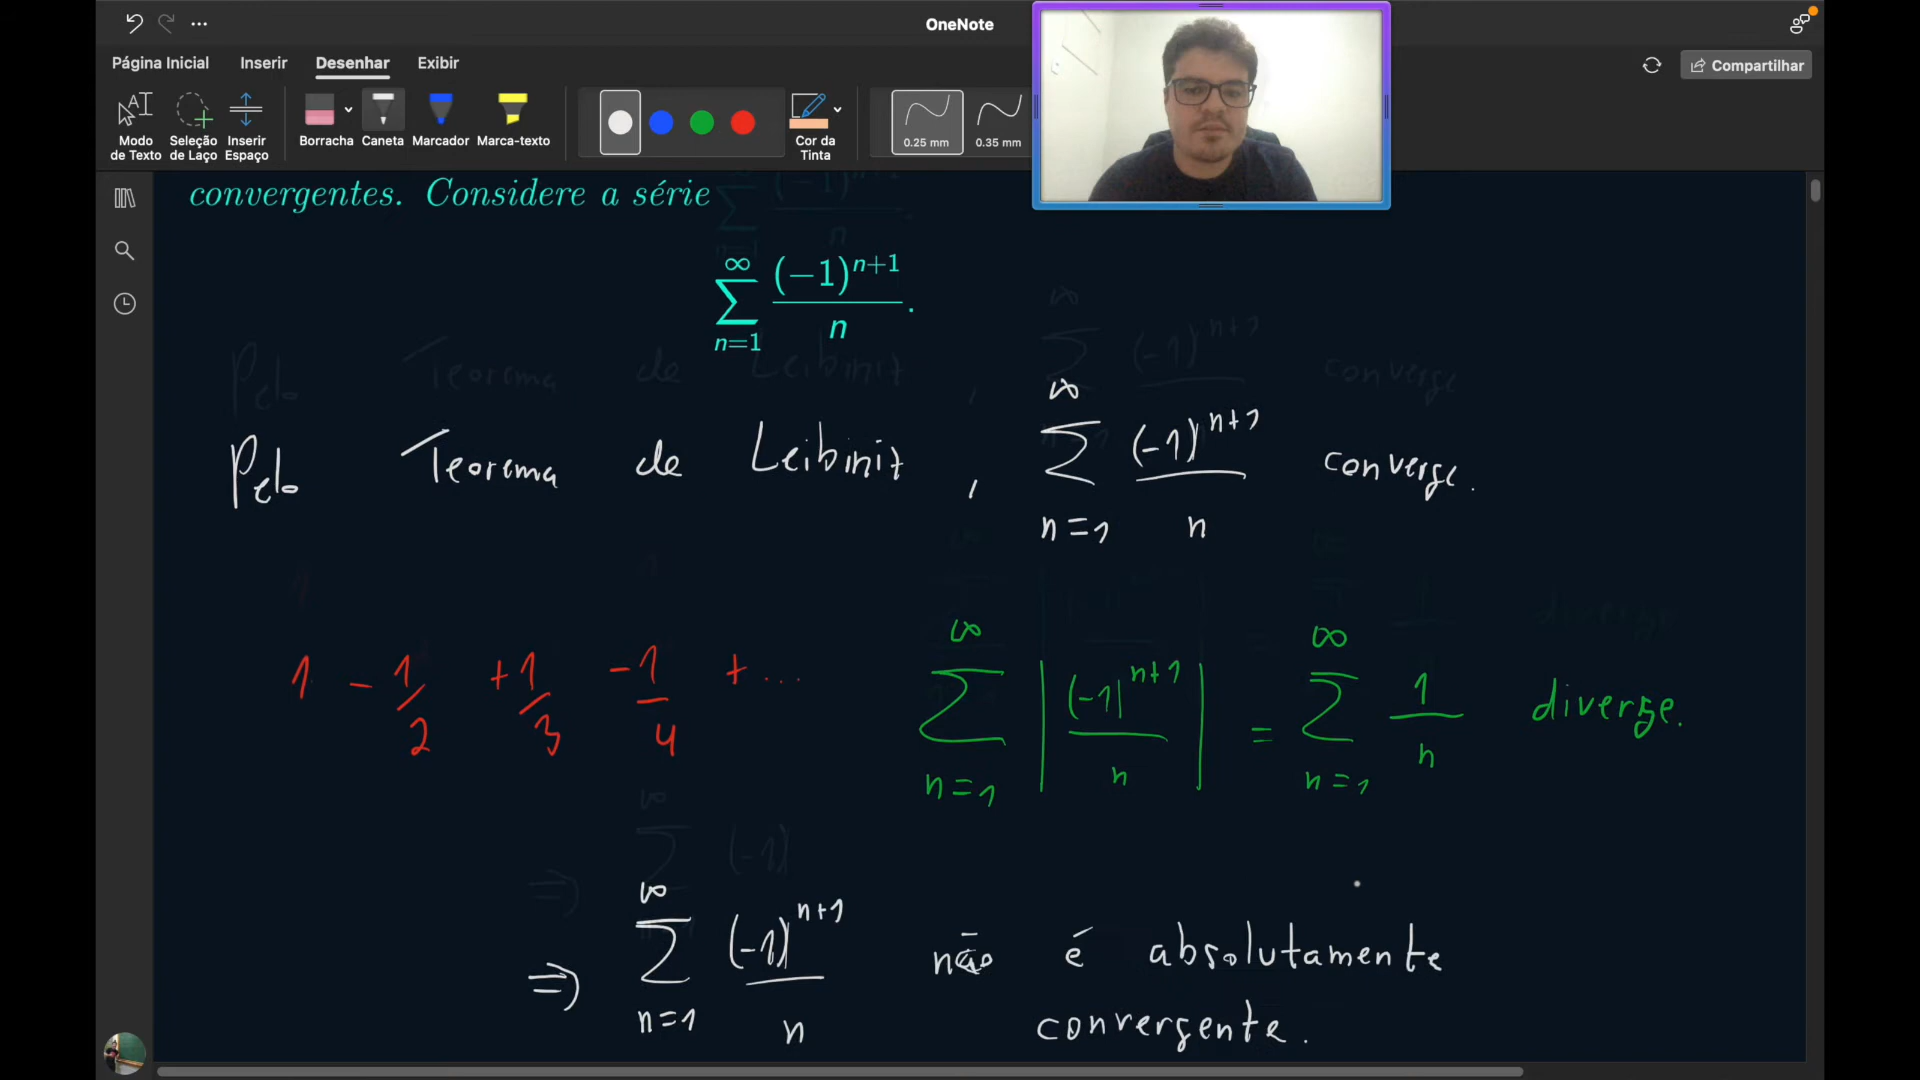 OneNote
Página Inicial Inserir Desenhar Exibir
Compartilhar
Modo de Texto
Seleção de Laço
Inserir Espaço
Borracha
Caneta
Marcador
Marca-texto
Cor da Tinta
0.25 mm
0.35 mm
convergentes. Considere a série
∑_{n=1}^{∞} (−1)^{n+1}/n.
Pelo Teorema de Leibiniz, ∑_{n=1}^{∞} (-1)^{n+1}/n converge.
1 - 1/2 + 1/3 - 1/4 + ...
∑_{n=1}^{∞} |(-1)^{n+1}/n| = ∑_{n=1}^{∞} 1/n diverge.
⇒ ∑_{n=1}^{∞} (-1)^{n+1}/n não é absolutamente
convergente.